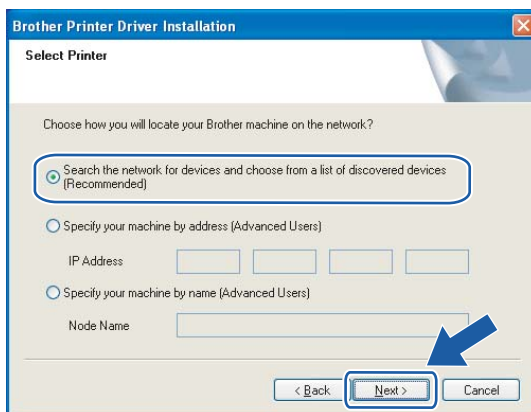 Brother Printer Driver Installation
Select Printer
Choose how you will locate your Brother machine on the network?
Search the network for devices and choose from a list of discovered devices
(Recommended)
Specify your machine by address (Advanced Users)
IP Address
Specify your machine by name (Advanced Users)
Node Name
< Back Next > Cancel